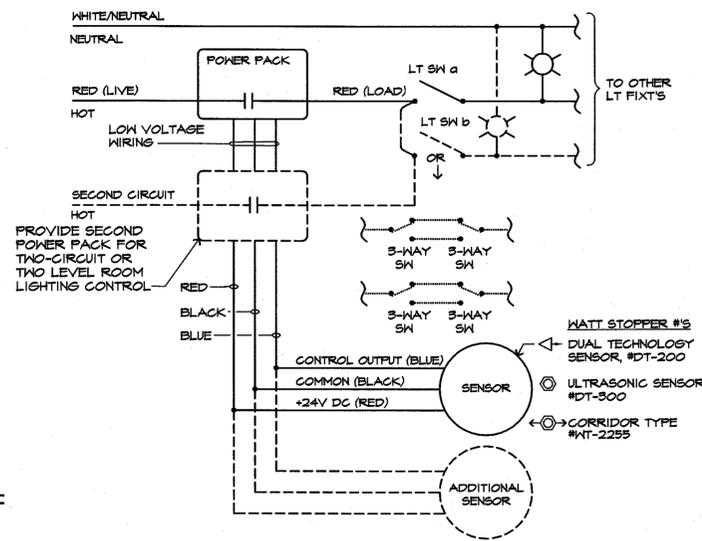 WHITE/NEUTRAL
NEUTRAL
POWER PACK
LT SW a
RED (LIVE)
RED (LOAD)
TO OTHER
LT FIXT'S
HOT
LT SW b
LOW VOLTAGE
WIRING
OR
SECOND CIRCUIT
HOT
PROVIDE SECOND
POWER PACK FOR
TWO-CIRCUIT OR
TWO LEVEL ROOM
LIGHTING CONTROL
3-WAY
SW
3-WAY
SW
RED
3-WAY
SW
3-WAY
SW
BLACK
BLUE
WATT STOPPER #'S
DUAL TECHNOLOGY
SENSOR, #DT-200
CONTROL OUTPUT (BLUE)
COMMON (BLACK)
+24V DC (RED)
SENSOR
ULTRASONIC SENSOR
#DT-300
CORRIDOR TYPE
#WT-2255
ADDITIONAL
SENSOR